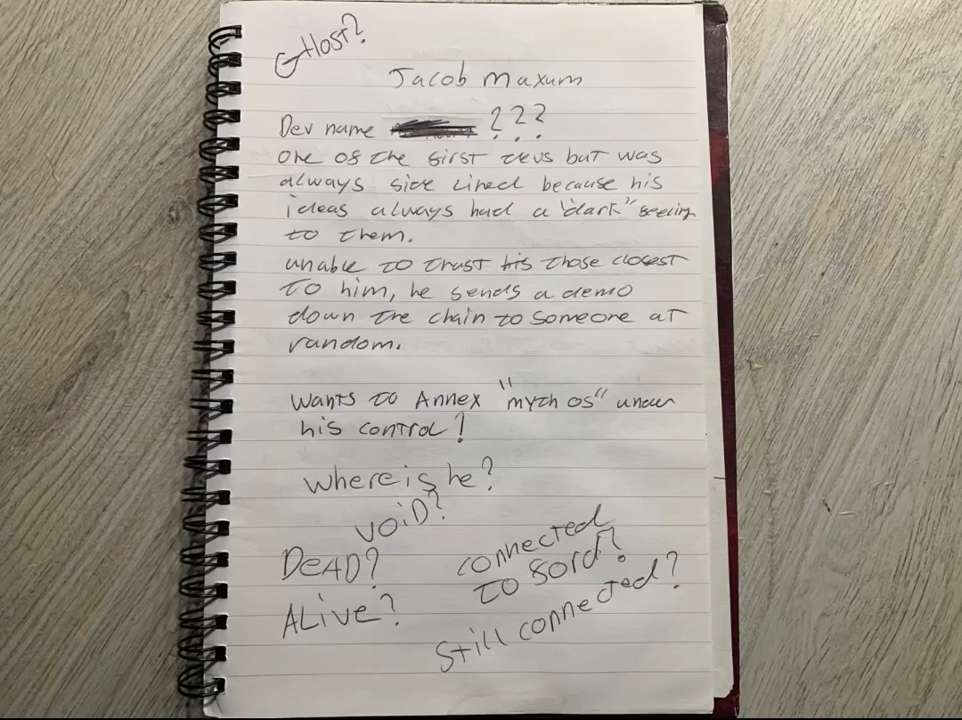 GHost?
Jacob Maxum
Dev name ???
one of the first devs but was
always side lined because his
ideas always had a "dark" feeling
to them.
unable to trust his those closest
to him, he sends a demo
down the chain to someone at
random.
wants to Annex "myth os" under
his control!
where is he?
VOID?
DEAD?
connected
to
ALive?
Still connected?